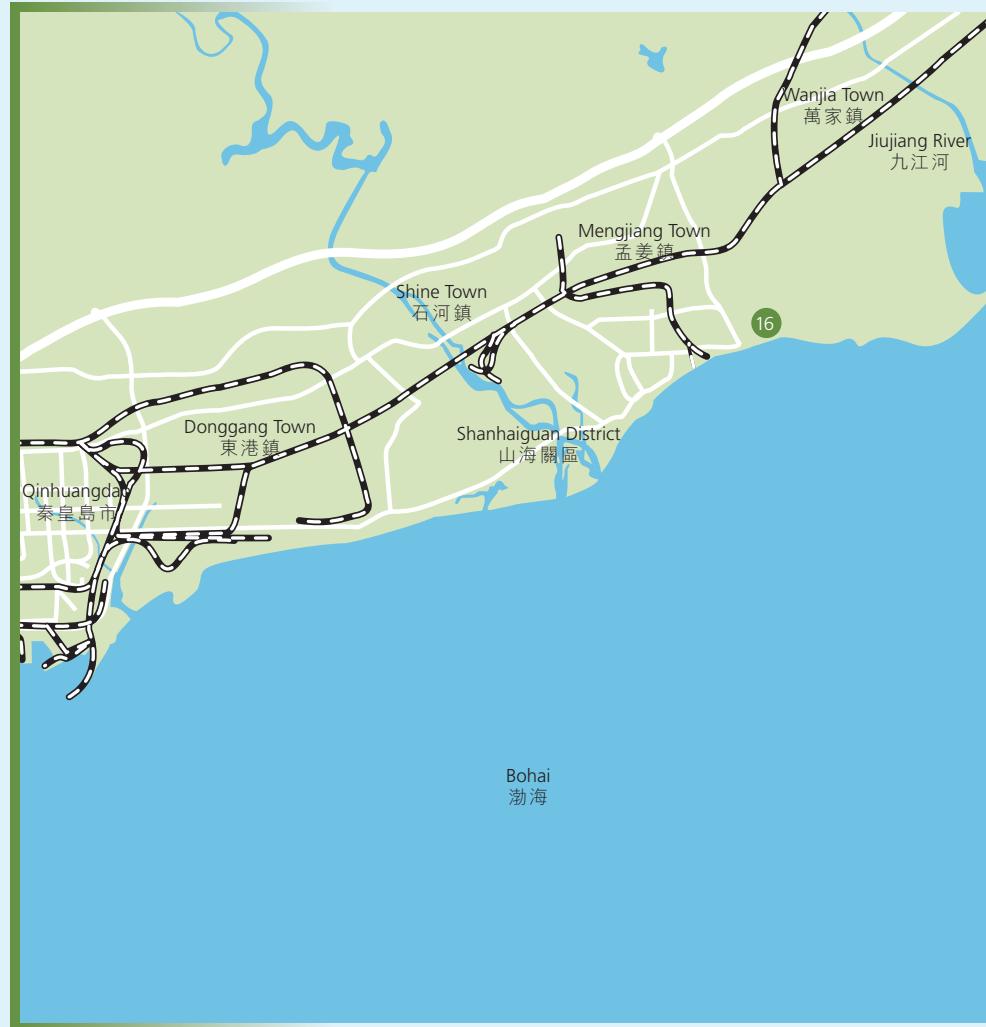 Wanjia Town
萬家鎮
Jiujiang River
九江河
Mengjiang Town
孟姜鎮
Shine Town
石河鎮
16
Donggang Town
東港鎮
Shanhaiguan District
山海關區
Qinhuangdao
秦皇島市
Bohai
渤海